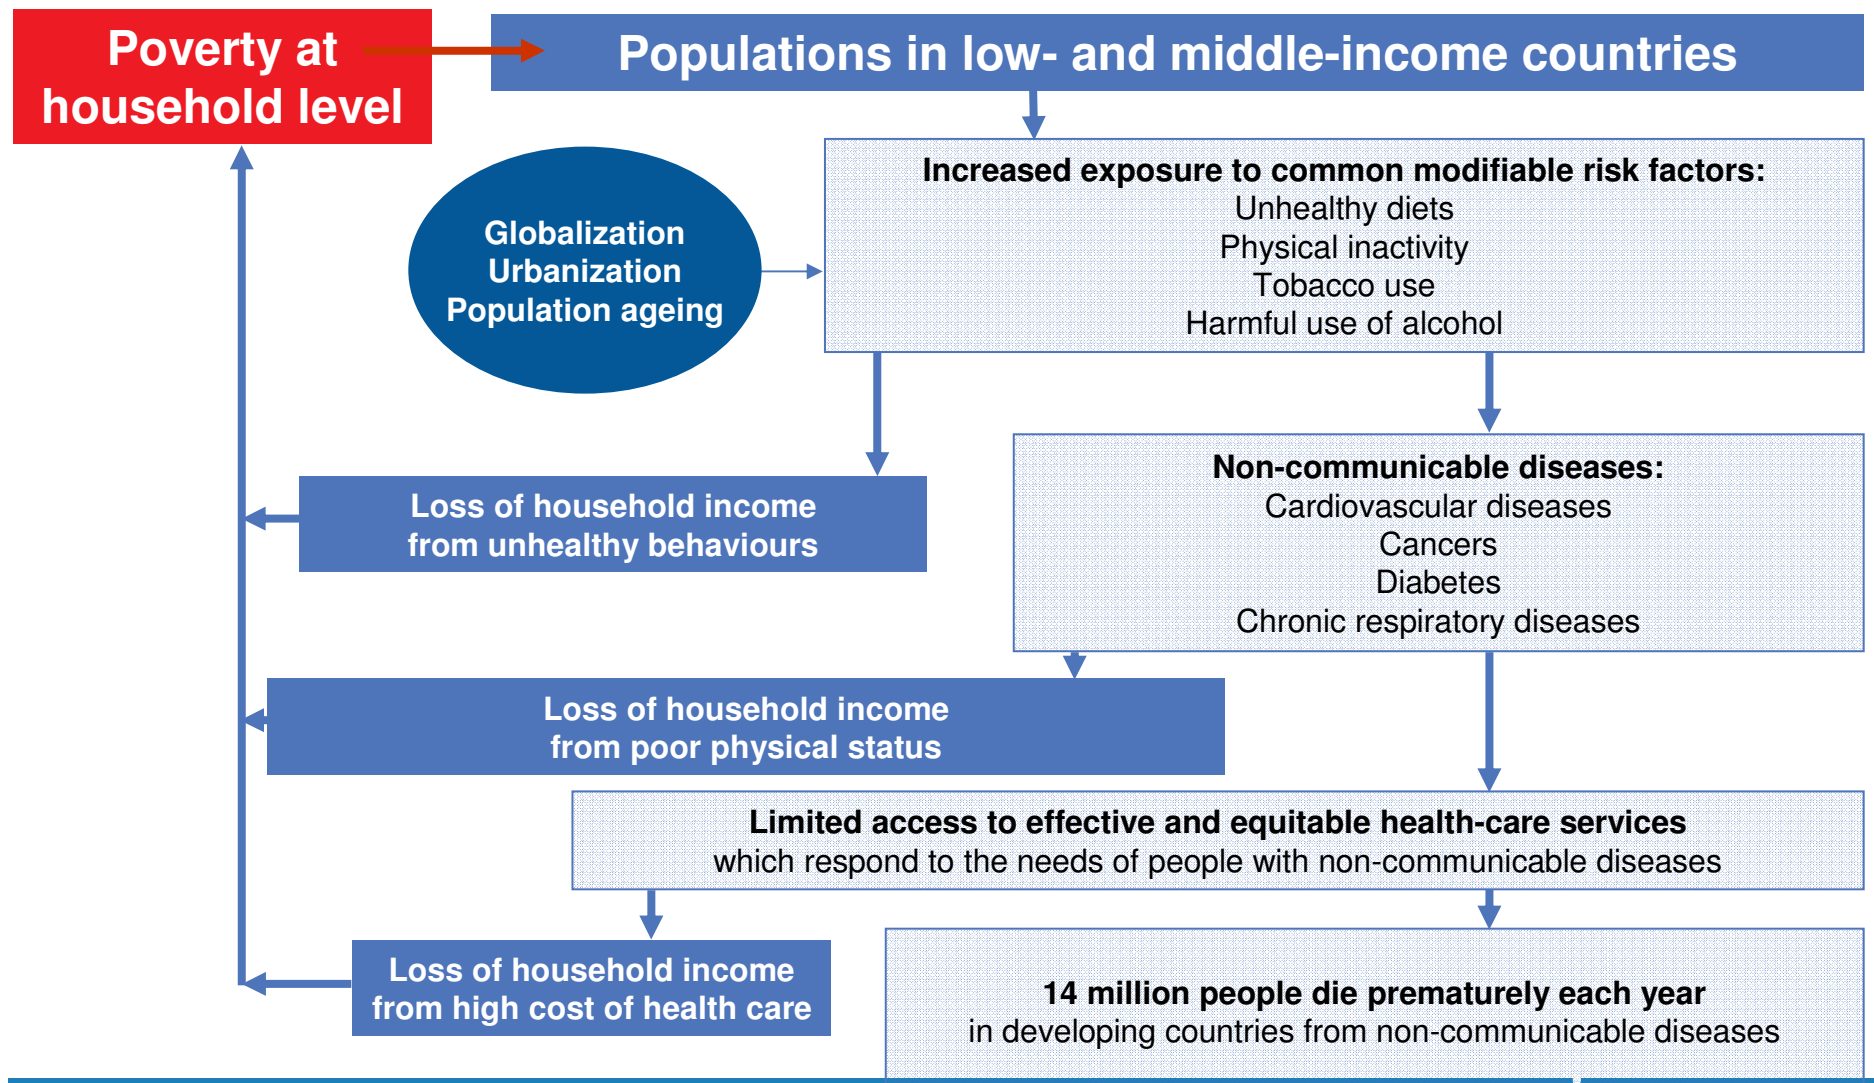 Poverty at
household level
Populations in low- and middle-income countries
Increased exposure to common modifiable risk factors:
Unhealthy diets
Physical inactivity
Tobacco use
Harmful use of alcohol
Globalization
Urbanization
Population ageing
Non-communicable diseases:
Cardiovascular diseases
Cancers
Diabetes
Chronic respiratory diseases
Loss of household income
from unhealthy behaviours
Loss of household income
from poor physical status
Limited access to effective and equitable health-care services
which respond to the needs of people with non-communicable diseases
Loss of household income
from high cost of health care
14 million people die prematurely each year
in developing countries from non-communicable diseases